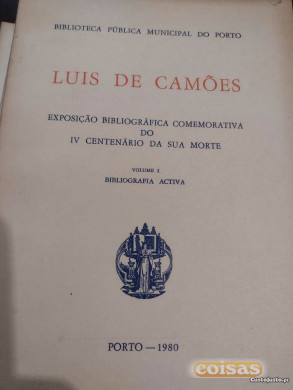 BIBLIOTECA PÚBLICA MUNICIPAL DO PORTO
LUIS DE CAMÕES
EXPOSIÇÃO BIBLIOGRÁFICA COMEMORATIVA
DO
IV CENTENÁRIO DA SUA MORTE
VOLUME I
BIBLIOGRAFIA ACTIVA
PORTO — 1980
coisas